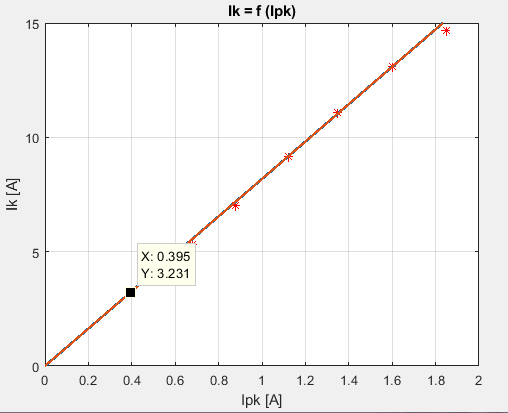 Ik = f (Ipk)
15
10
5
0
Ik [A]
X: 0.395
Y: 3.231
0 0.2 0.4 0.6 0.8 1 1.2 1.4 1.6 1.8 2
Ipk [A]